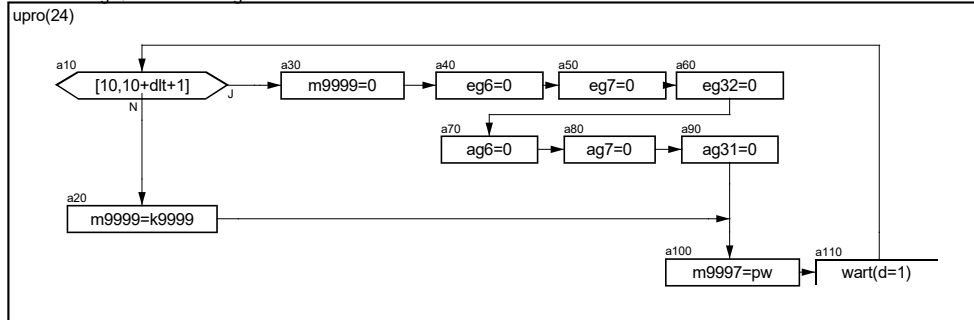 upro(24)
a10
[10,10+dlt+1]
J
N
a30
m9999=0
a40
eg6=0
a50
eg7=0
a60
eg32=0
a70
ag6=0
a80
ag7=0
a90
ag31=0
a20
m9999=k9999
a100
m9997=pw
a110
wart(d=1)